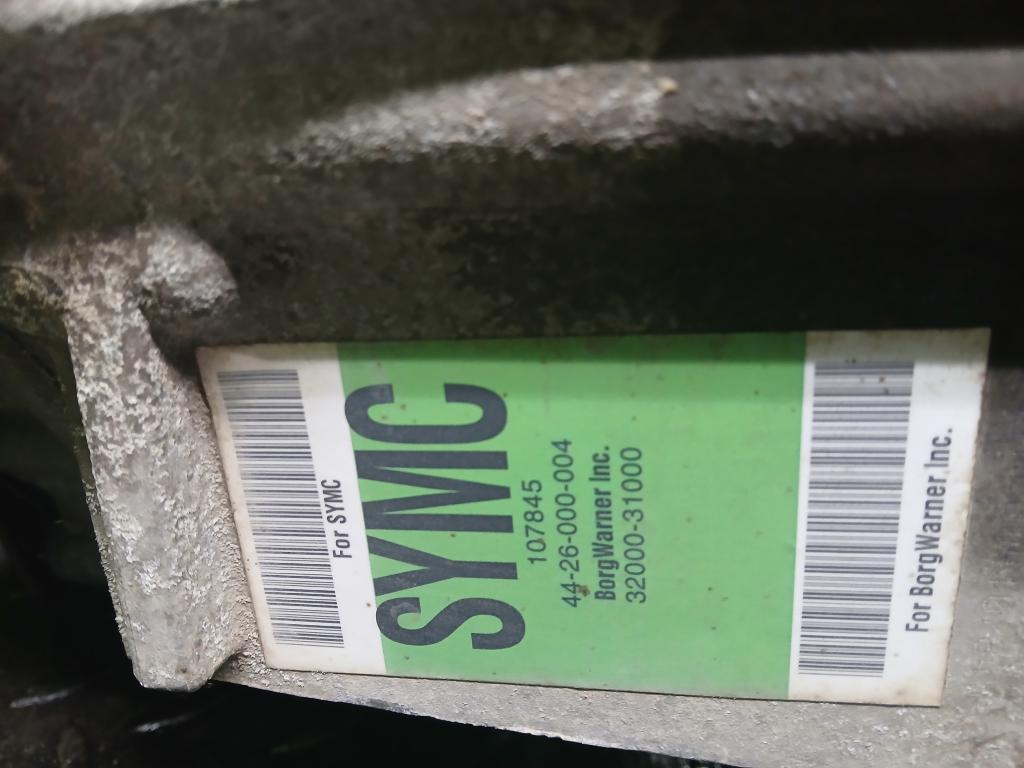 For SYMC
SYMC
107845
44-26-000-004
BorgWarner Inc.
32000-31000
For BorgWarner Inc.